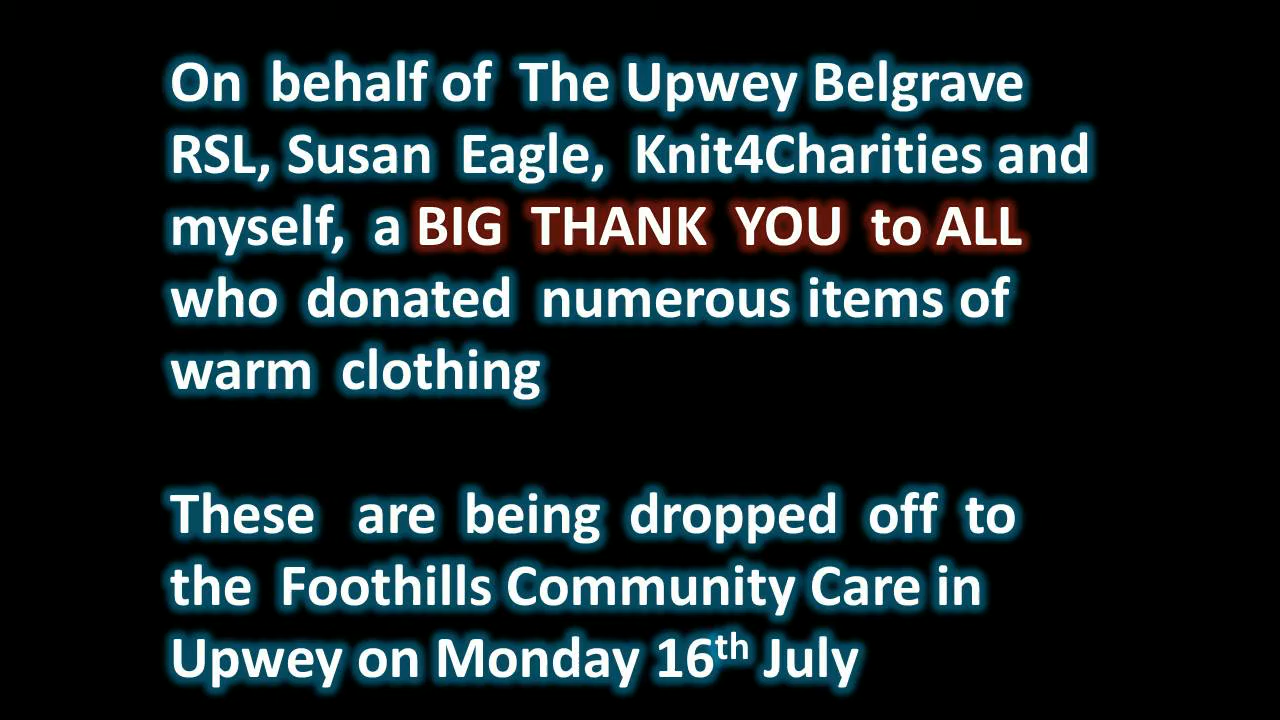 On behalf of The Upwey Belgrave
RSL, Susan Eagle, Knit4Charities and
myself, a BIG THANK YOU to ALL
who donated numerous items of
warm clothing
These are being dropped off to
the Foothills Community Care in
Upwey on Monday 16th July